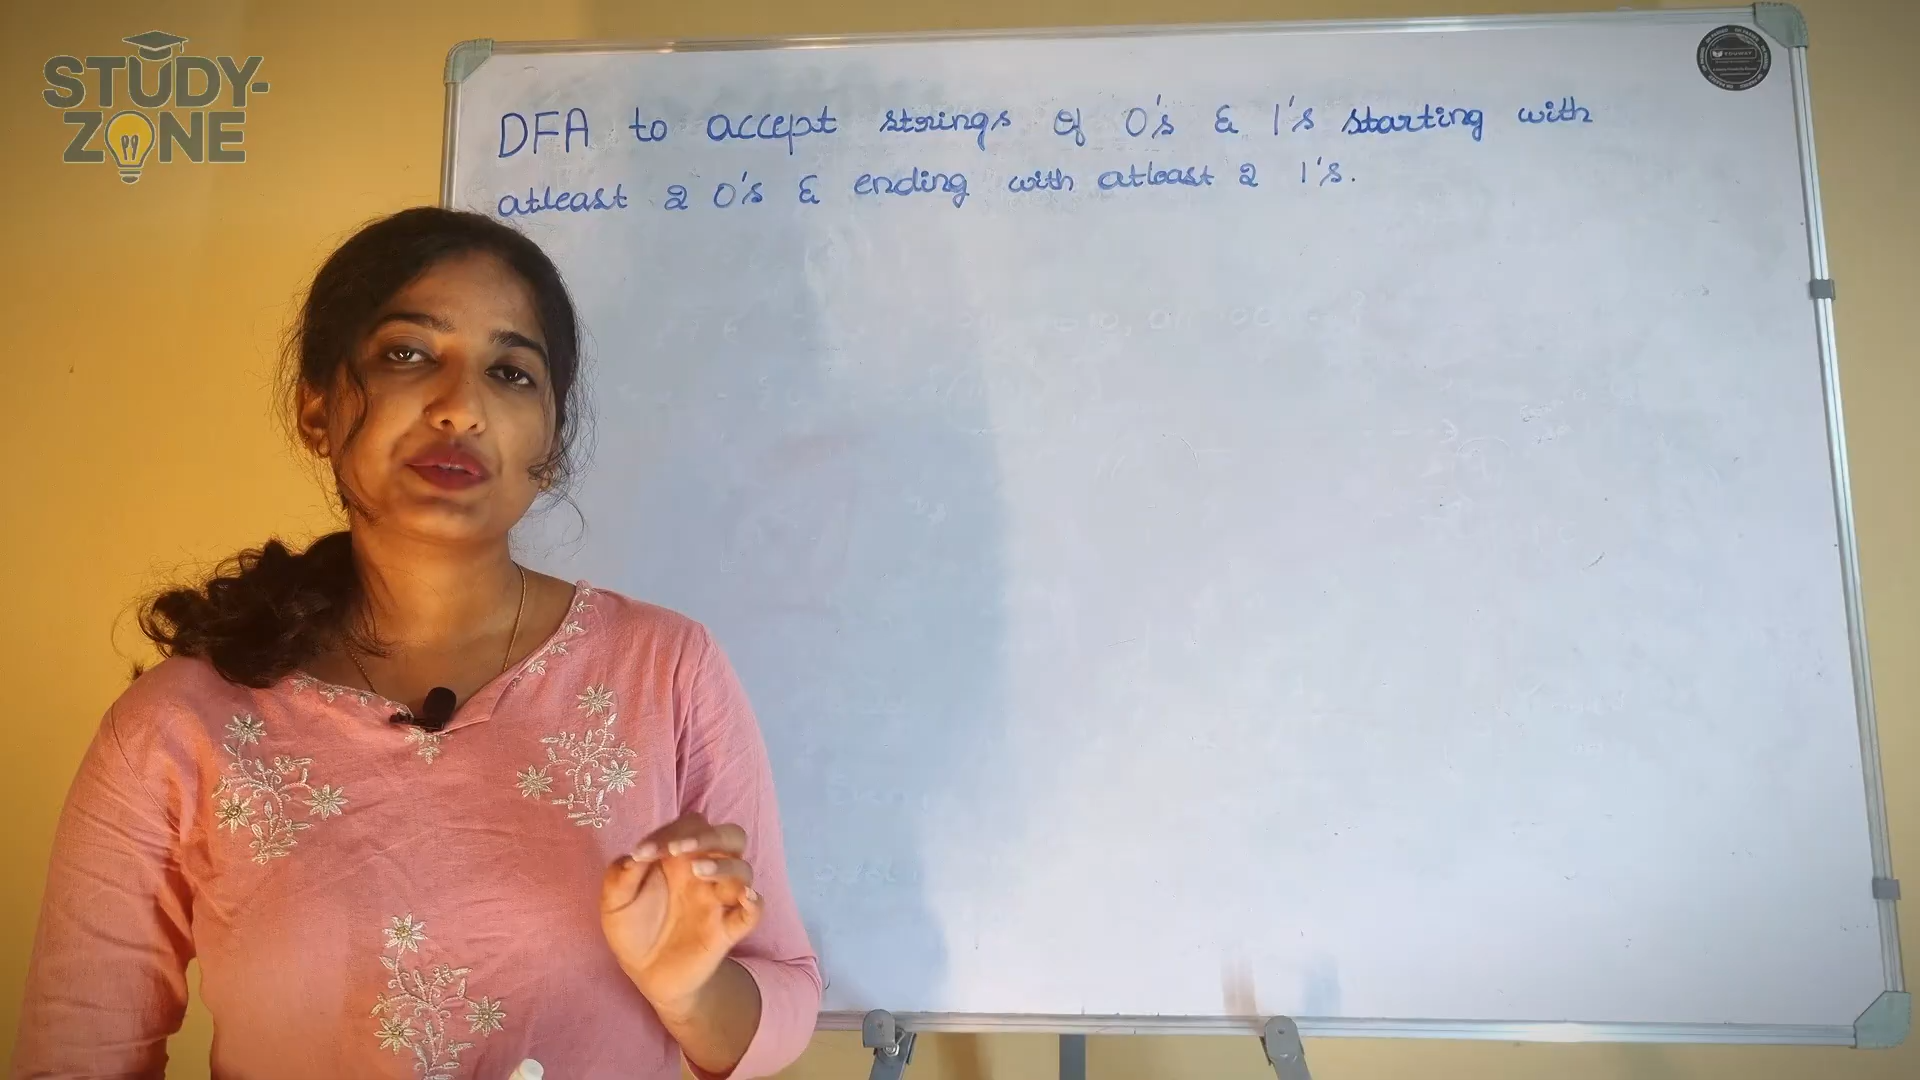 STUDY-
ZONE
DFA to accept strings of 0's & 1's starting with
atleast 2 0's & ending with atleast 2 1's.